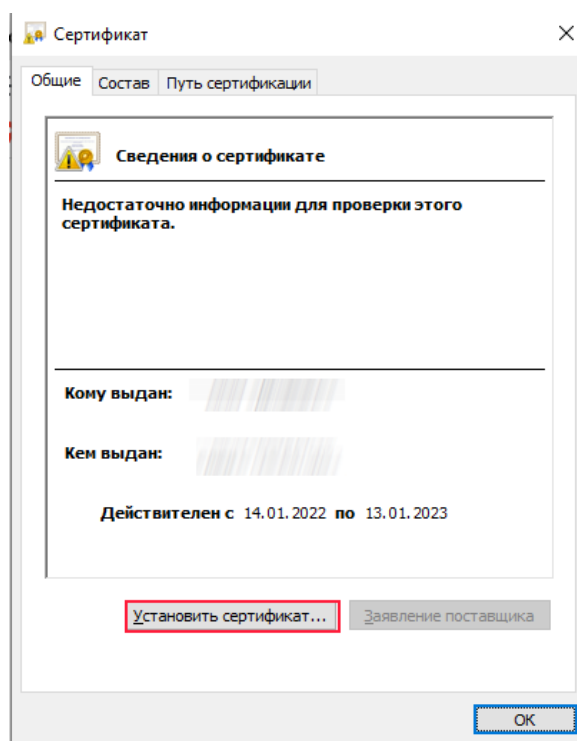 Сертификат
Общие Состав Путь сертификации
Сведения о сертификате
Недостаточно информации для проверки этого
сертификата.
Кому выдан:
Кем выдан:
Действителен с 14.01.2022 по 13.01.2023
Установить сертификат... Заявление поставщика
ОК